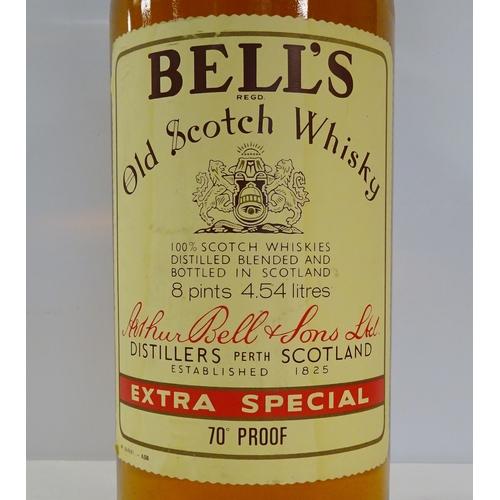 BELL'S
REGD
Old Scotch Whisky
100% SCOTCH WHISKIES
DISTILLED BLENDED AND
BOTTLED IN SCOTLAND
8 pints 4.54 litres
Arthur Bell & Sons Ltd.
DISTILLERS PERTH SCOTLAND
ESTABLISHED 1825
EXTRA SPECIAL
70° PROOF